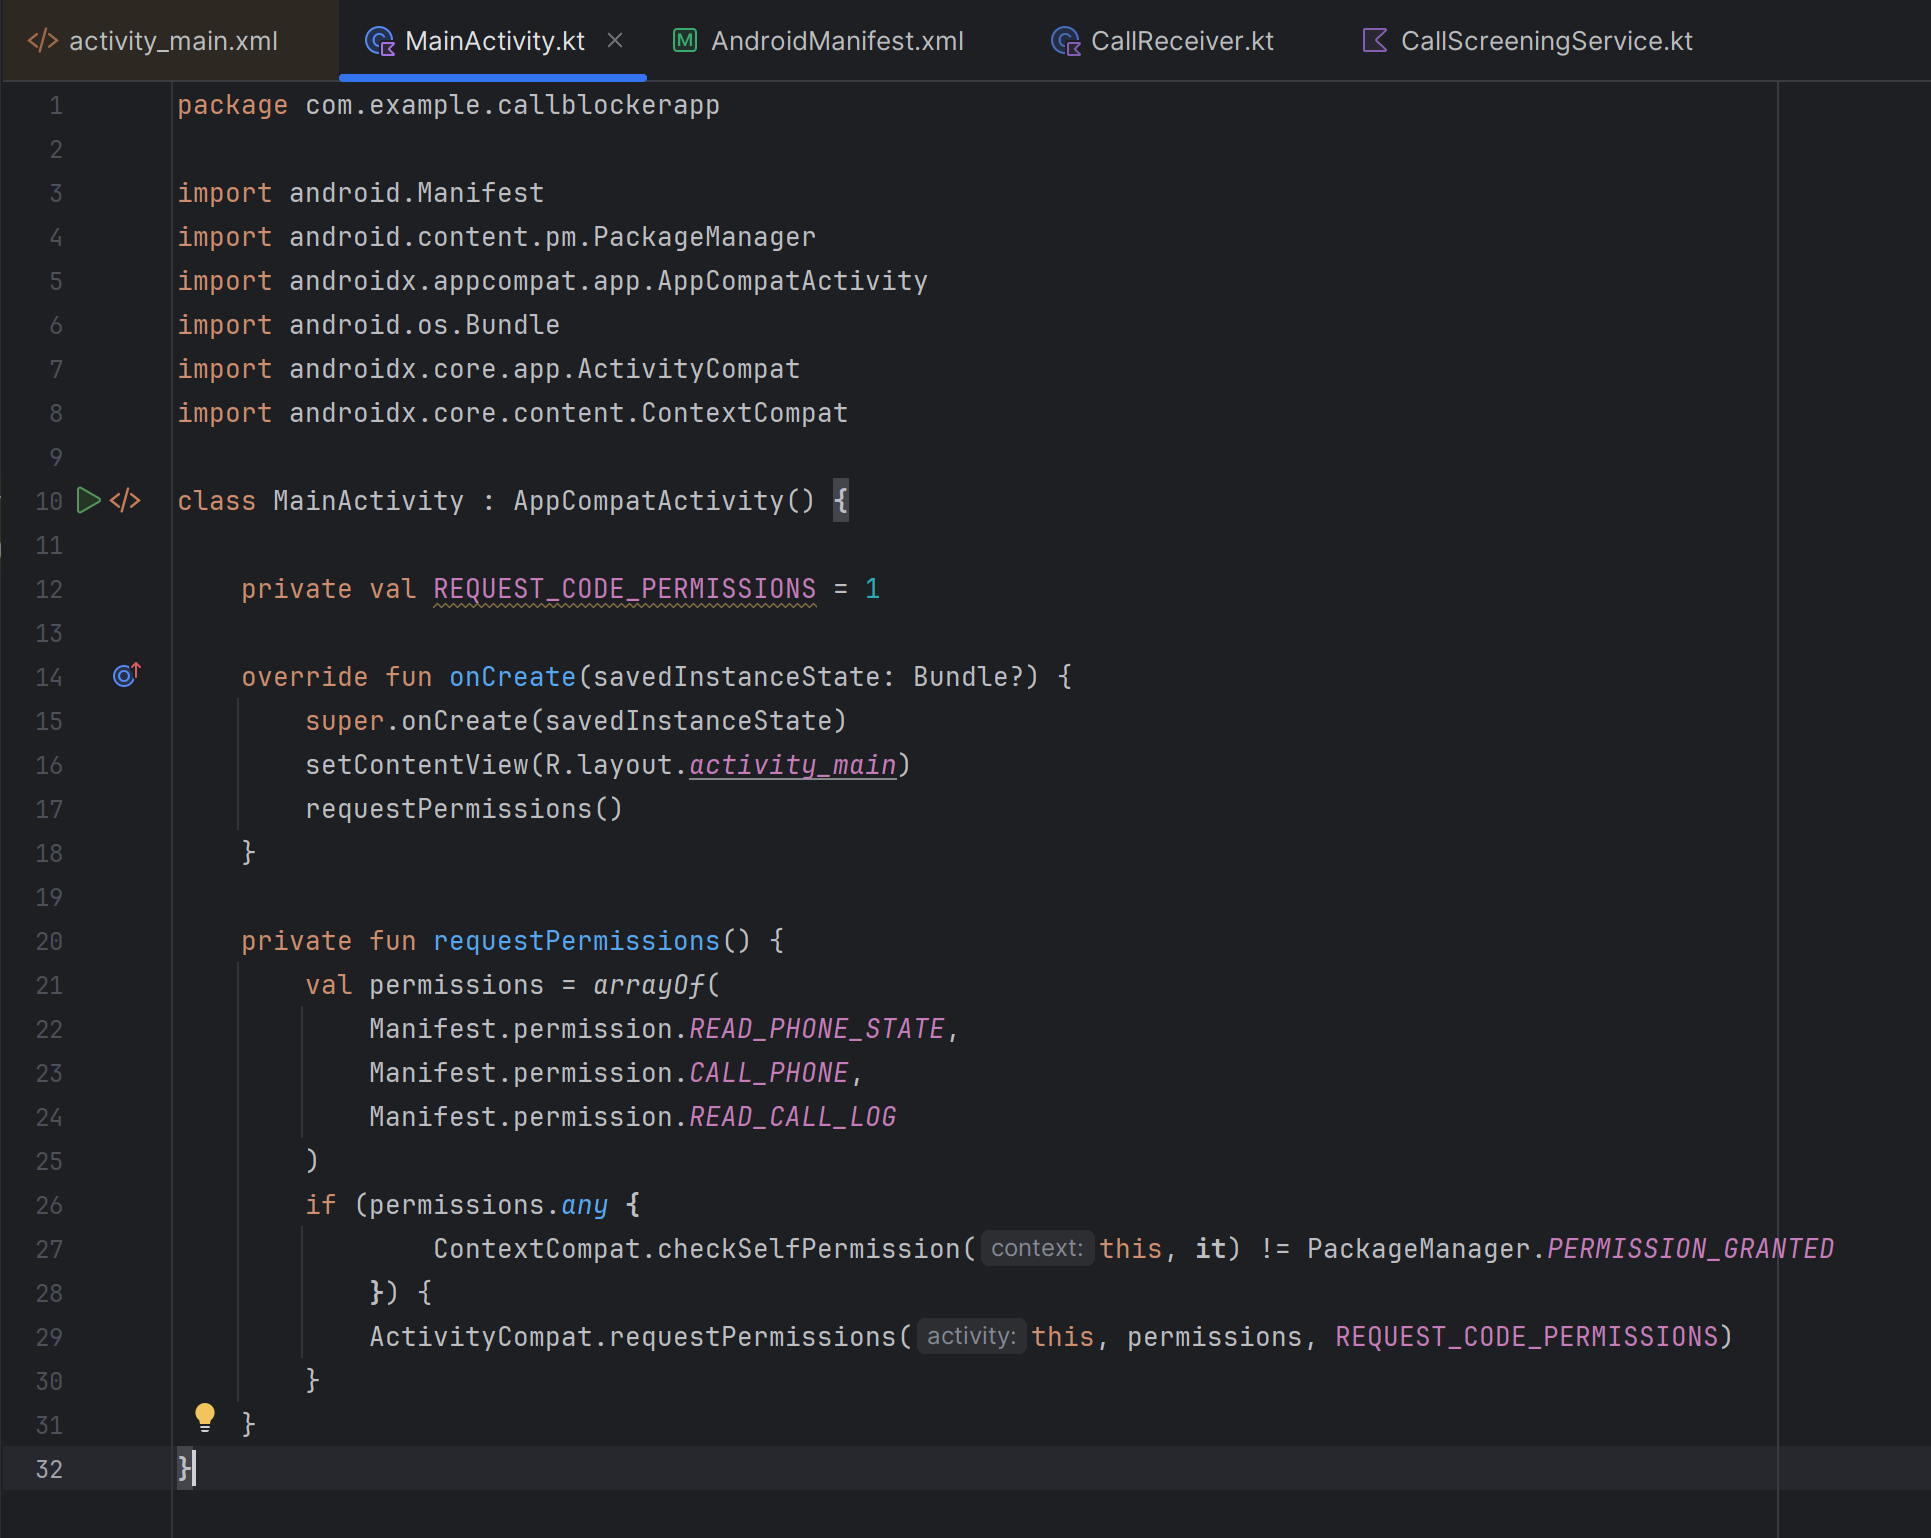 activity_main.xml MainActivity.kt AndroidManifest.xml CallReceiver.kt CallScreeningService.kt
1 package com.example.callblockerapp
2
3 import android.Manifest
4 import android.content.pm.PackageManager
5 import androidx.appcompat.app.AppCompatActivity
6 import android.os.Bundle
7 import androidx.core.app.ActivityCompat
8 import androidx.core.content.ContextCompat
9
10 class MainActivity : AppCompatActivity() {
11
12     private val REQUEST_CODE_PERMISSIONS = 1
13
14     override fun onCreate(savedInstanceState: Bundle?) {
15         super.onCreate(savedInstanceState)
16         setContentView(R.layout.activity_main)
17         requestPermissions()
18     }
19
20     private fun requestPermissions() {
21         val permissions = arrayOf(
22             Manifest.permission.READ_PHONE_STATE,
23             Manifest.permission.CALL_PHONE,
24             Manifest.permission.READ_CALL_LOG
25         )
26         if (permissions.any {
27                 ContextCompat.checkSelfPermission( context: this, it) != PackageManager.PERMISSION_GRANTED
28             }) {
29             ActivityCompat.requestPermissions( activity: this, permissions, REQUEST_CODE_PERMISSIONS)
30         }
31     }
32 }